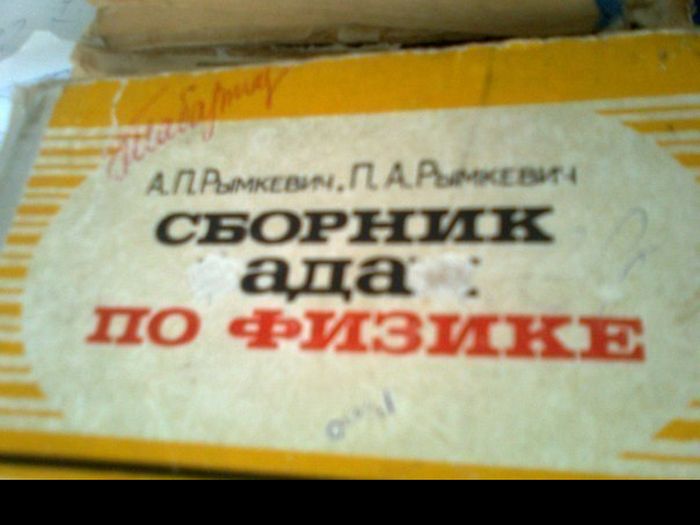 А.П.Рымкевич. П.А.Рымкевич
СБОРНИК
ада
ПО ФИЗИКЕ